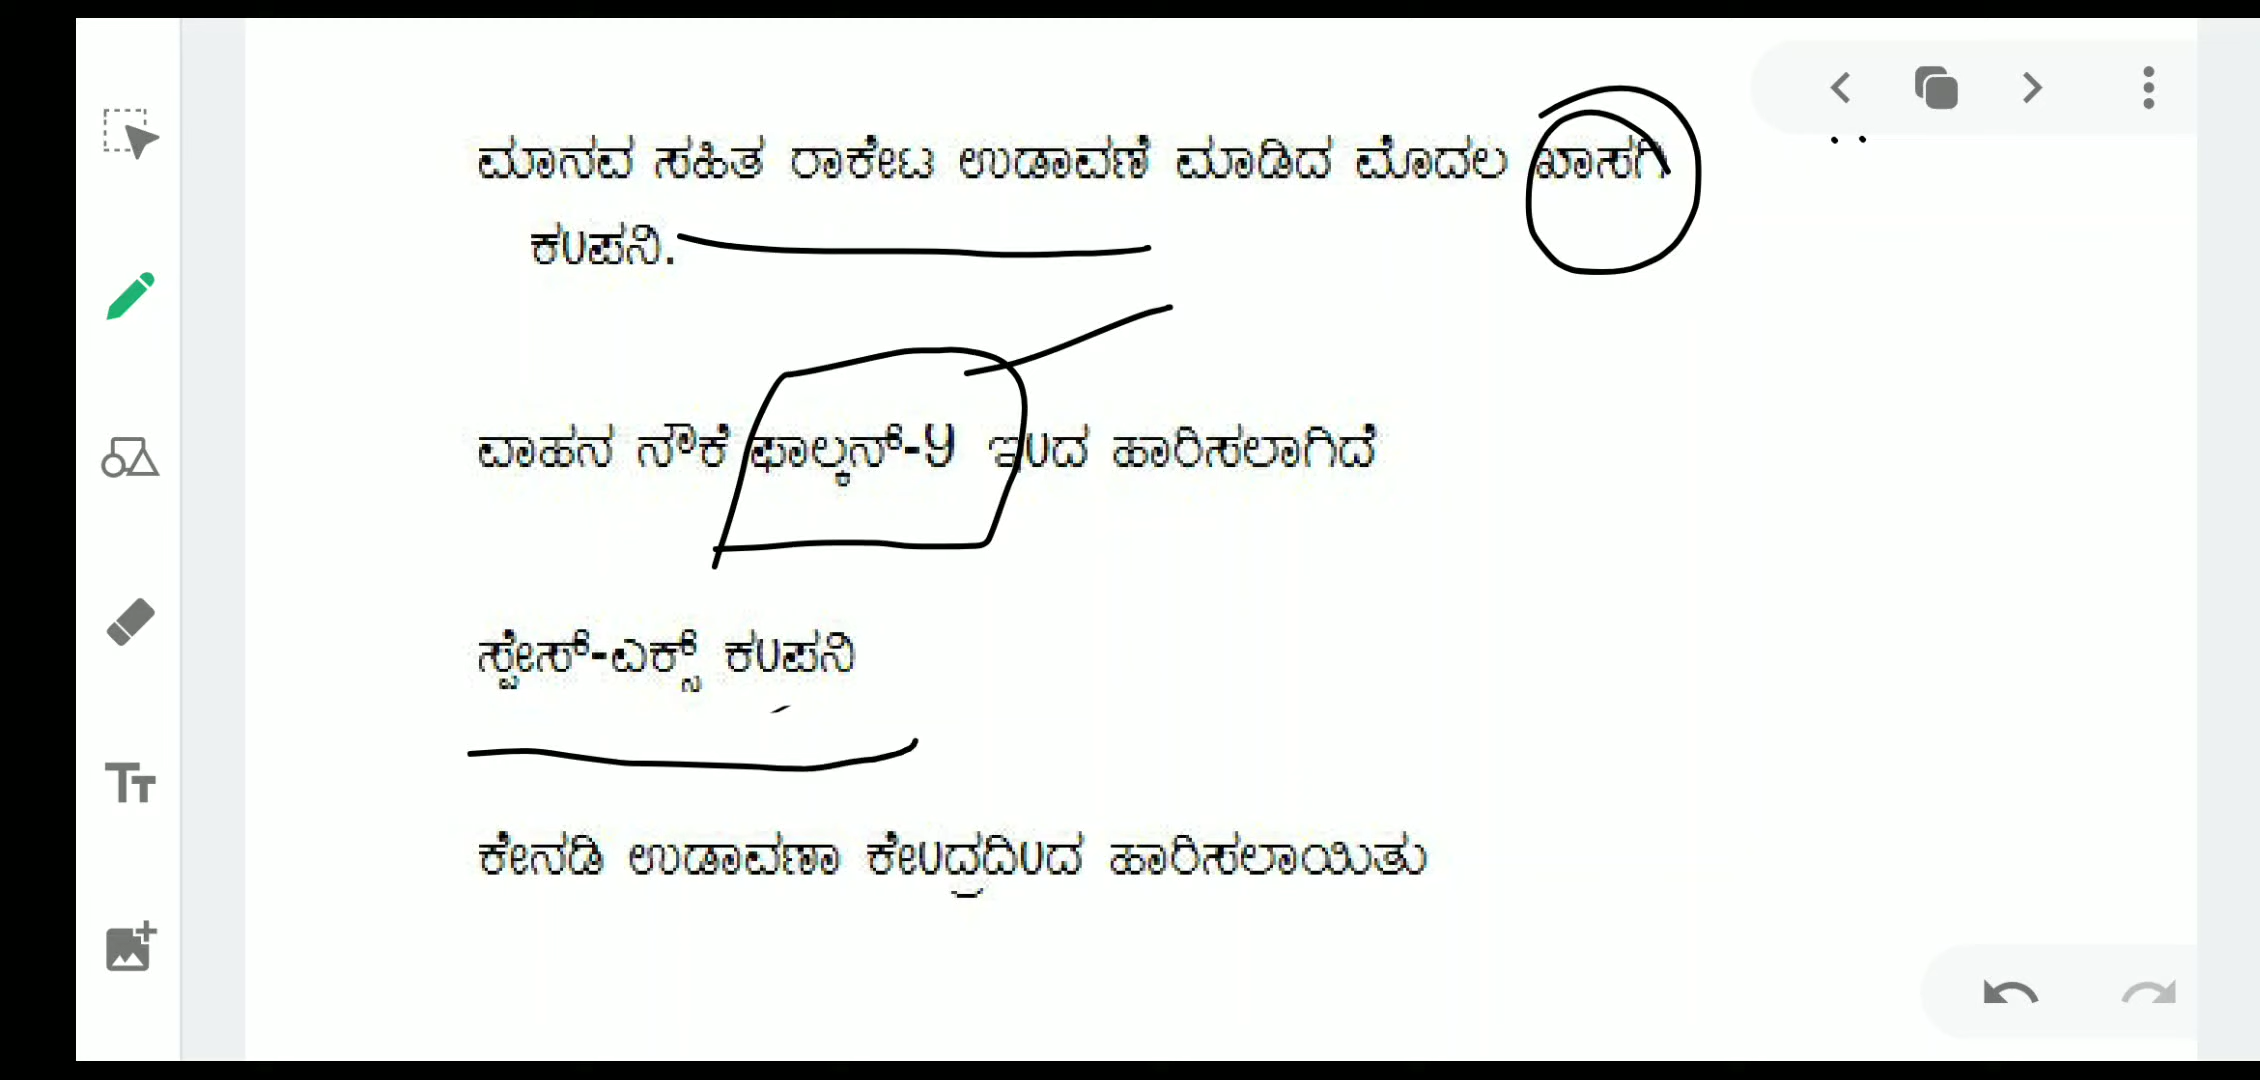 ಮಾನವ ಸಹಿತ ರಾಕೇಟ ಉಡಾವಣೆ ಮಾಡಿದ ಮೊದಲ ಖಾಸಗಿ
ಕಂಪನಿ.
ವಾಹನ ನೌಕೆ ಫಾಲ್ಕನ್-9 ಇಂದ ಹಾರಿಸಲಾಗಿದೆ
ಸ್ಪೇಸ್-ಎಕ್ಸ್ ಕಂಪನಿ
ಕೇನಡಿ ಉಡಾವಣಾ ಕೇಂದ್ರದಿಂದ ಹಾರಿಸಲಾಯಿತು